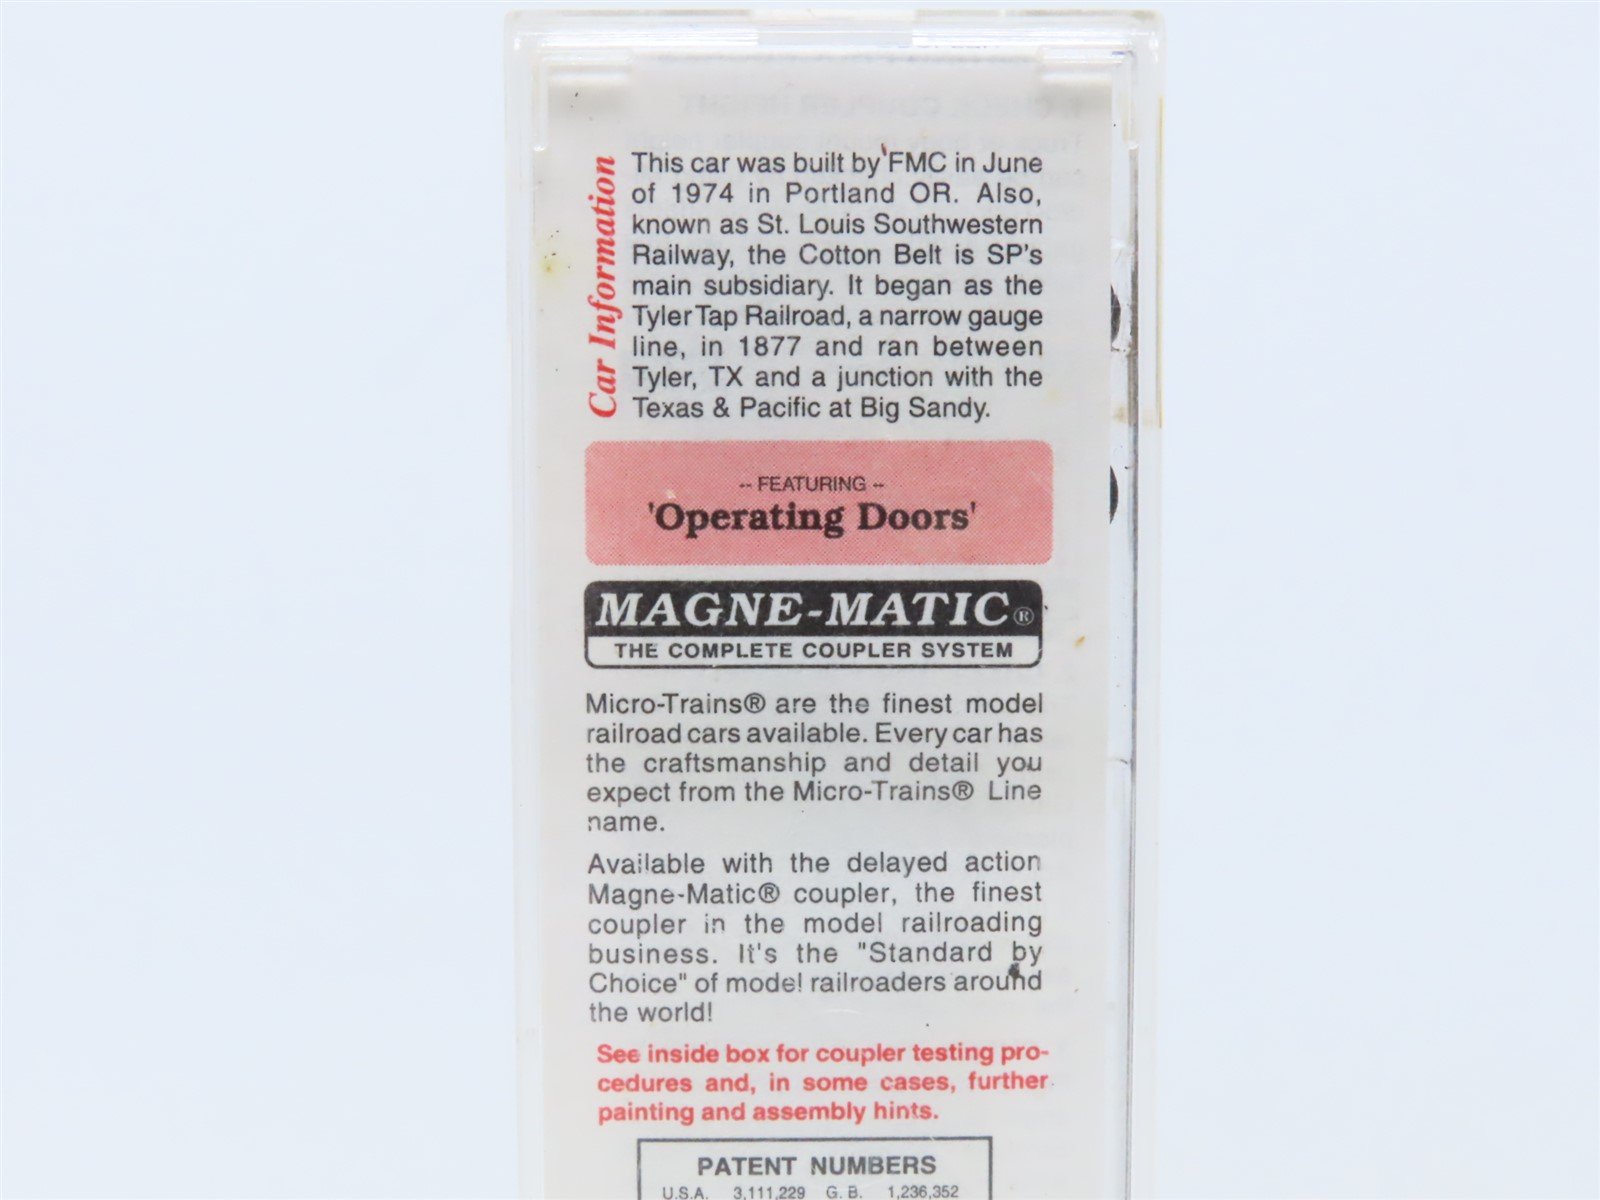 Car Information
This car was built by FMC in June
of 1974 in Portland OR. Also,
known as St. Louis Southwestern
Railway, the Cotton Belt is SP's
main subsidiary. It began as the
Tyler Tap Railroad, a narrow gauge
line, in 1877 and ran between
Tyler, TX and a junction with the
Texas & Pacific at Big Sandy.
-- FEATURING --
'Operating Doors'
MAGNE-MATIC®
THE COMPLETE COUPLER SYSTEM
Micro-Trains® are the finest model
railroad cars available. Every car has
the craftsmanship and detail you
expect from the Micro-Trains® Line
name.
Available with the delayed action
Magne-Matic® coupler, the finest
coupler in the model railroading
business. It's the "Standard by
Choice" of model railroaders around
the world!
See inside box for coupler testing pro-
cedures and, in some cases, further
painting and assembly hints.
PATENT NUMBERS
U.S.A. 3,111,229 G.B. 1,236,352